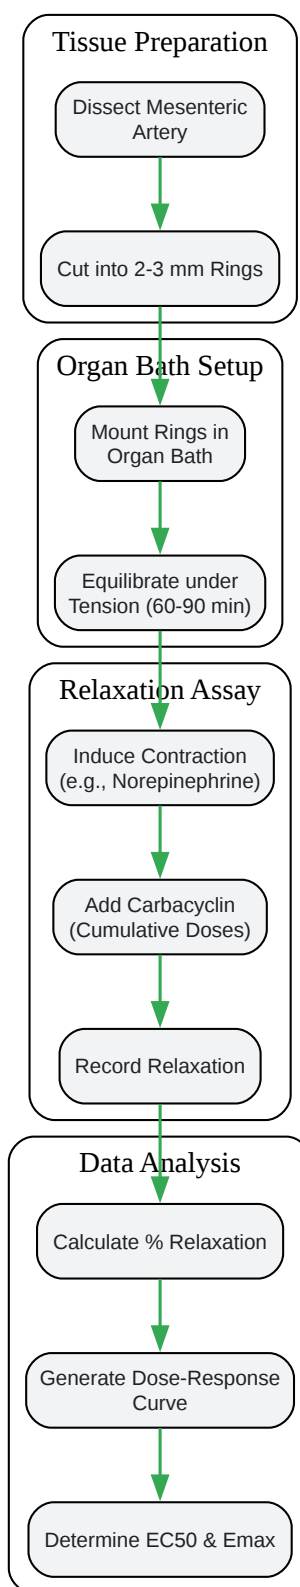 Tissue Preparation
Dissect Mesenteric
Artery
Cut into 2-3 mm Rings
Organ Bath Setup
Mount Rings in
Organ Bath
Equilibrate under
Tension (60-90 min)
Relaxation Assay
Induce Contraction
(e.g., Norepinephrine)
Add Carbacyclin
(Cumulative Doses)
Record Relaxation
Data Analysis
Calculate % Relaxation
Generate Dose-Response
Curve
Determine EC50 & Emax